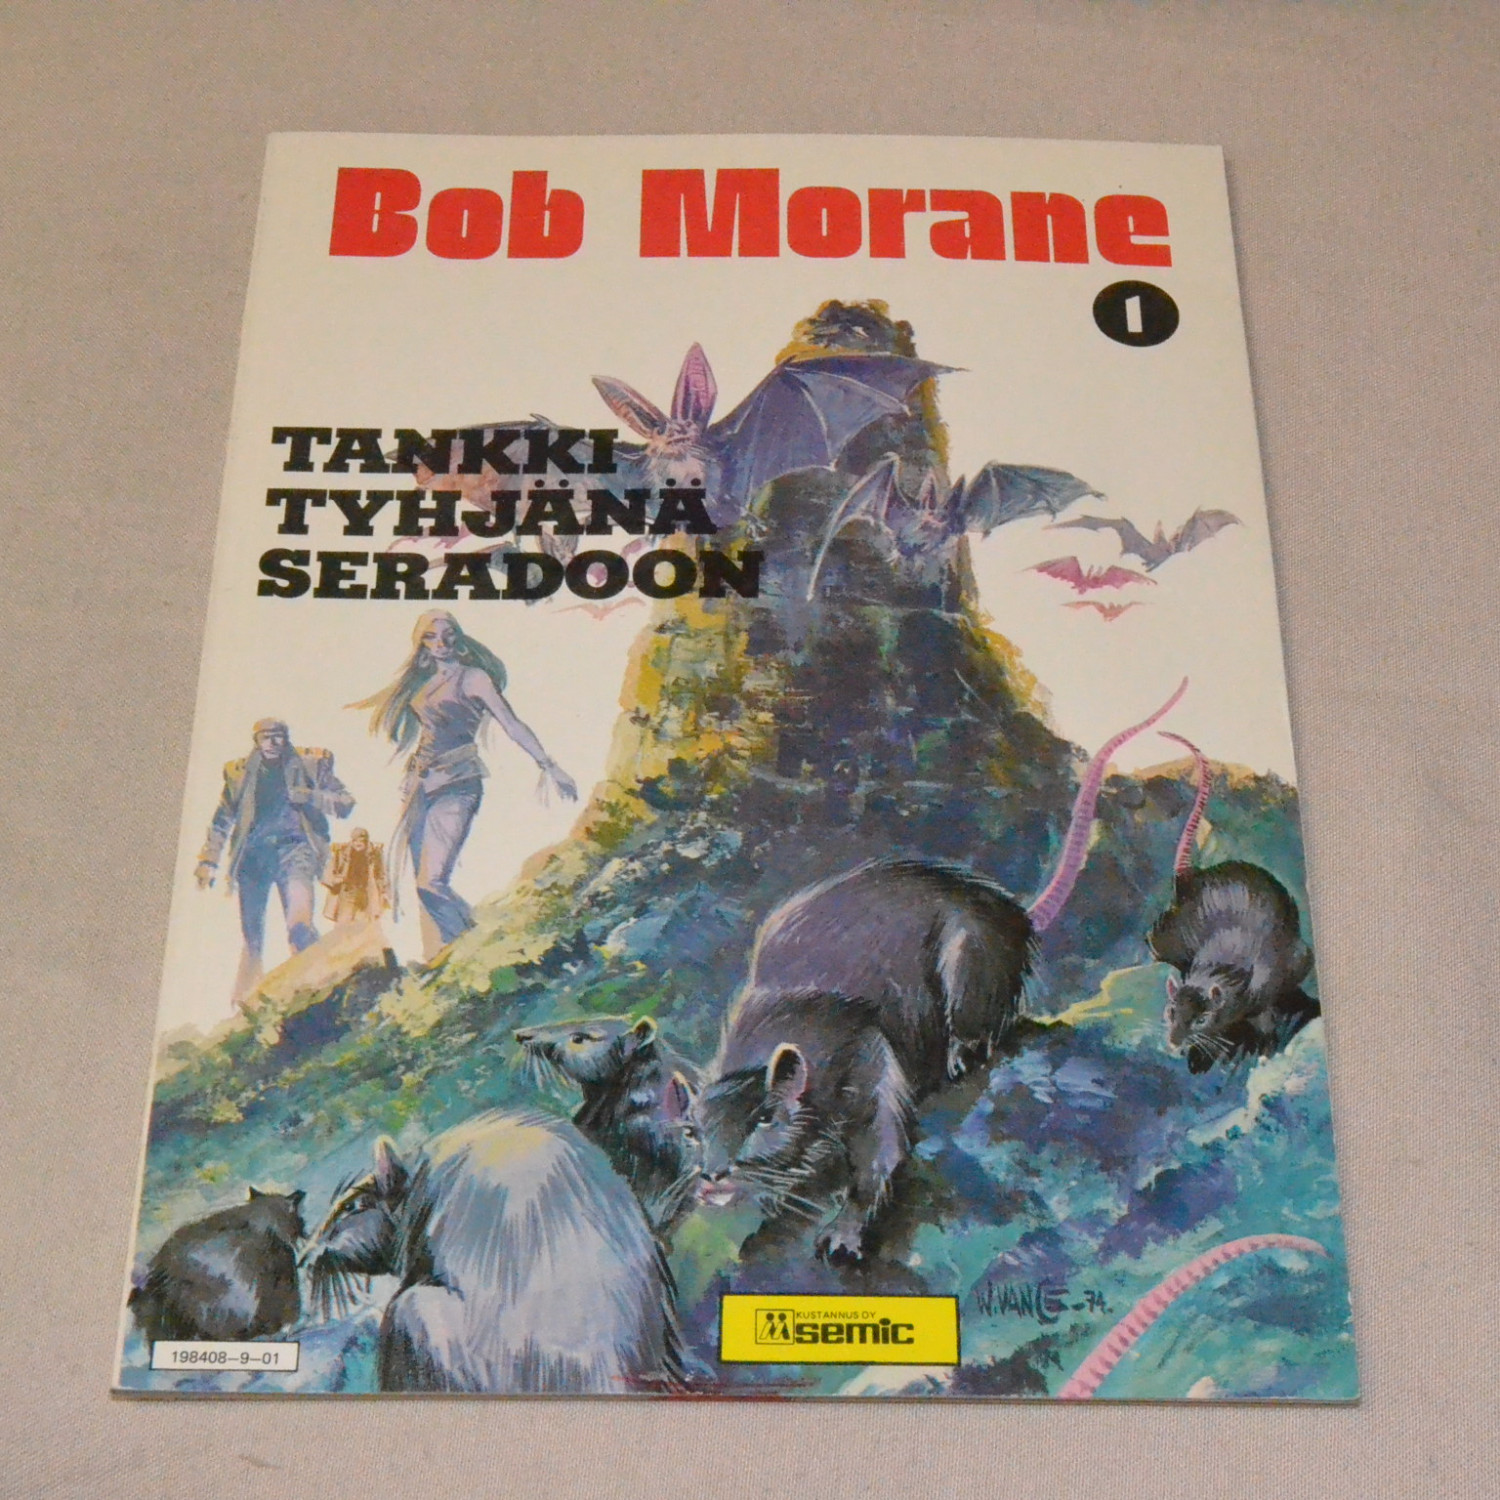 Bob Morane
1
TANKKI
TYHJÄNÄ
SERADOON
W.VANCE-74.
KUSTANNUS OY
semic
198408-9-01